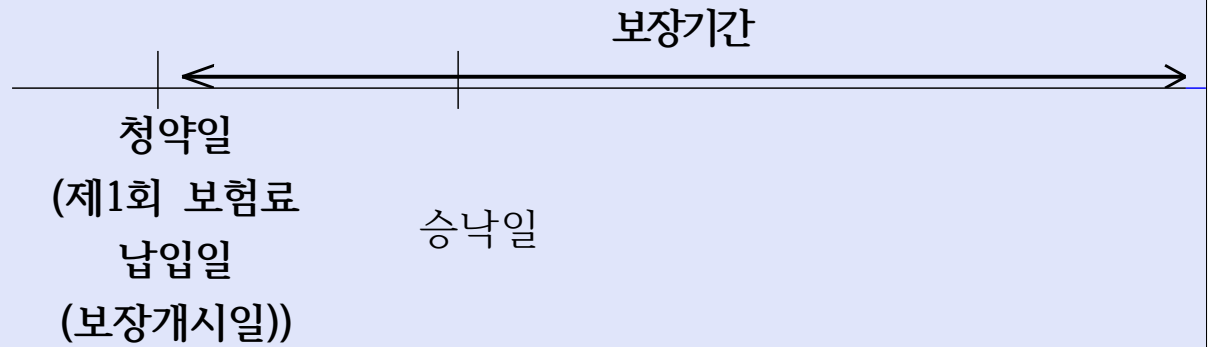 보장기간
청약일
(제1회 보험료
납입일
(보장개시일))
승낙일